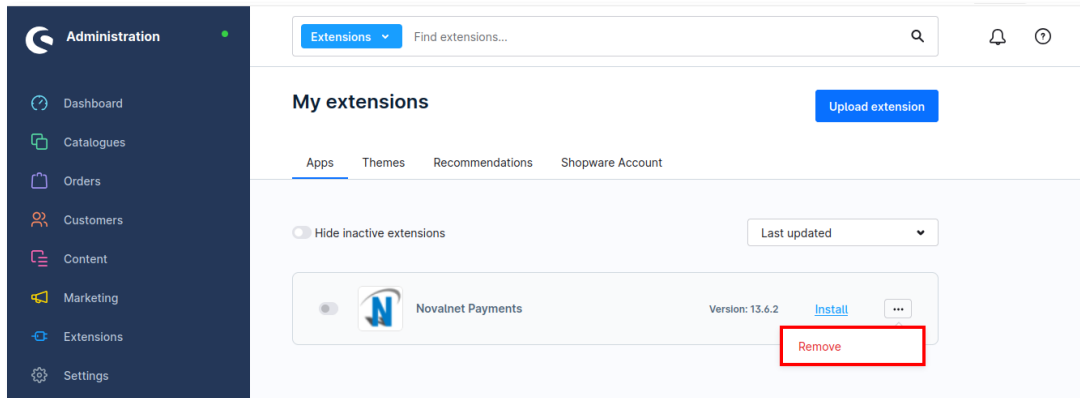 Administration
Extensions
Find extensions...
Dashboard
Catalogues
Orders
Customers
Content
Marketing
Extensions
Settings
My extensions
Upload extension
Apps Themes Recommendations Shopware Account
Hide inactive extensions
Last updated
Novalnet Payments
Version: 13.6.2
Install
Remove